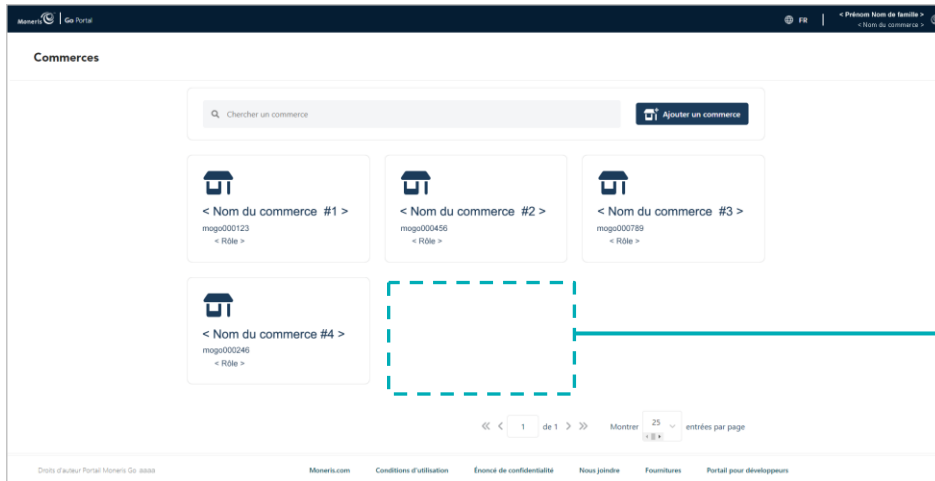 Moneris Go Portal
FR
< Prénom Nom de famille >
< Nom du commerce >
Commerces
Chercher un commerce
Ajouter un commerce
< Nom du commerce #1 >
mogo000123
< Rôle >
< Nom du commerce #2 >
mogo000456
< Rôle >
< Nom du commerce #3 >
mogo000789
< Rôle >
< Nom du commerce #4 >
mogo000246
< Rôle >
1 de 1 Montrer 25 entrées par page
Droits d'auteur Portail Moneris Go aaaa
Moneris.com Conditions d'utilisation Énoncé de confidentialité Nous joindre Fournitures Portail pour développeurs